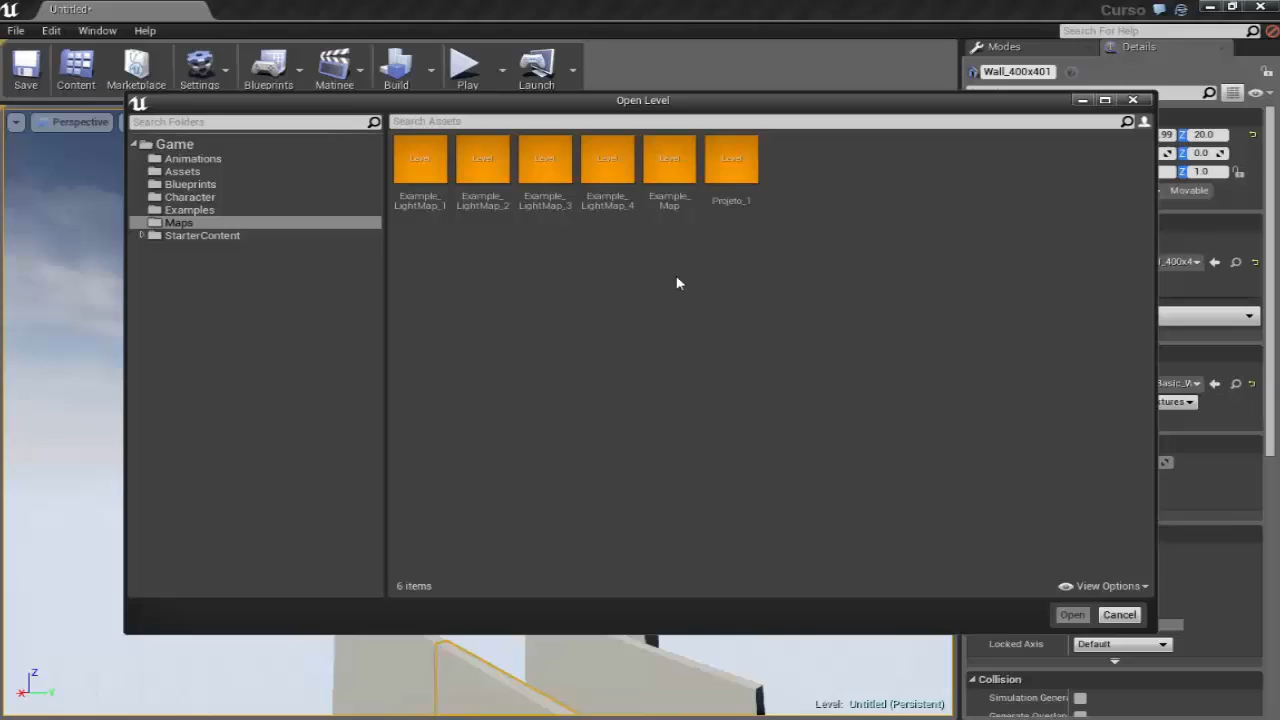 Untitled*
Curso
File Edit Window Help
Search For Help
Save Content Marketplace Settings Blueprints Matinee Build Play Launch
Modes
Details
Wall_400x401
Perspective
Open Level
Search Folders
Search Assets
Game
Animations
Assets
Blueprints
Character
Examples
Maps
StarterContent
Level
Level
Level
Level
Level
Level
Example_
LightMap_1
Example_
LightMap_2
Example_
LightMap_3
Example_
LightMap_4
Example_
Map
Projeto_1
99 Z 20.0
Z 0.0
Z 1.0
Movable
l_400x4
Basic_W
tures
6 items
View Options
Open
Cancel
Locked Axis Default
Collision
Simulation Genera
Generate Overlap
Level: Untitled (Persistent)
Z
X
Y